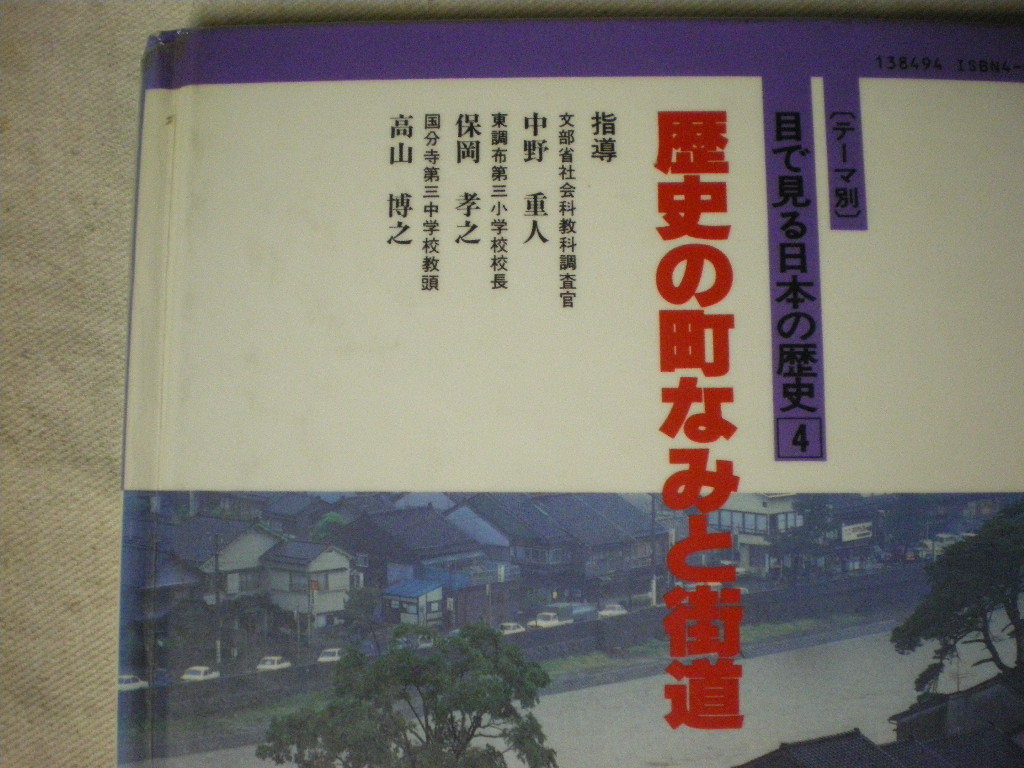 138494 ISBN4-
〔テーマ別〕
目で見る日本の歴史 4
歴史の町なみと街道
指導
文部省社会科教科調査官
中野 重人
東調布第三小学校校長
保岡 孝之
国分寺第三中学校教頭
高山 博之